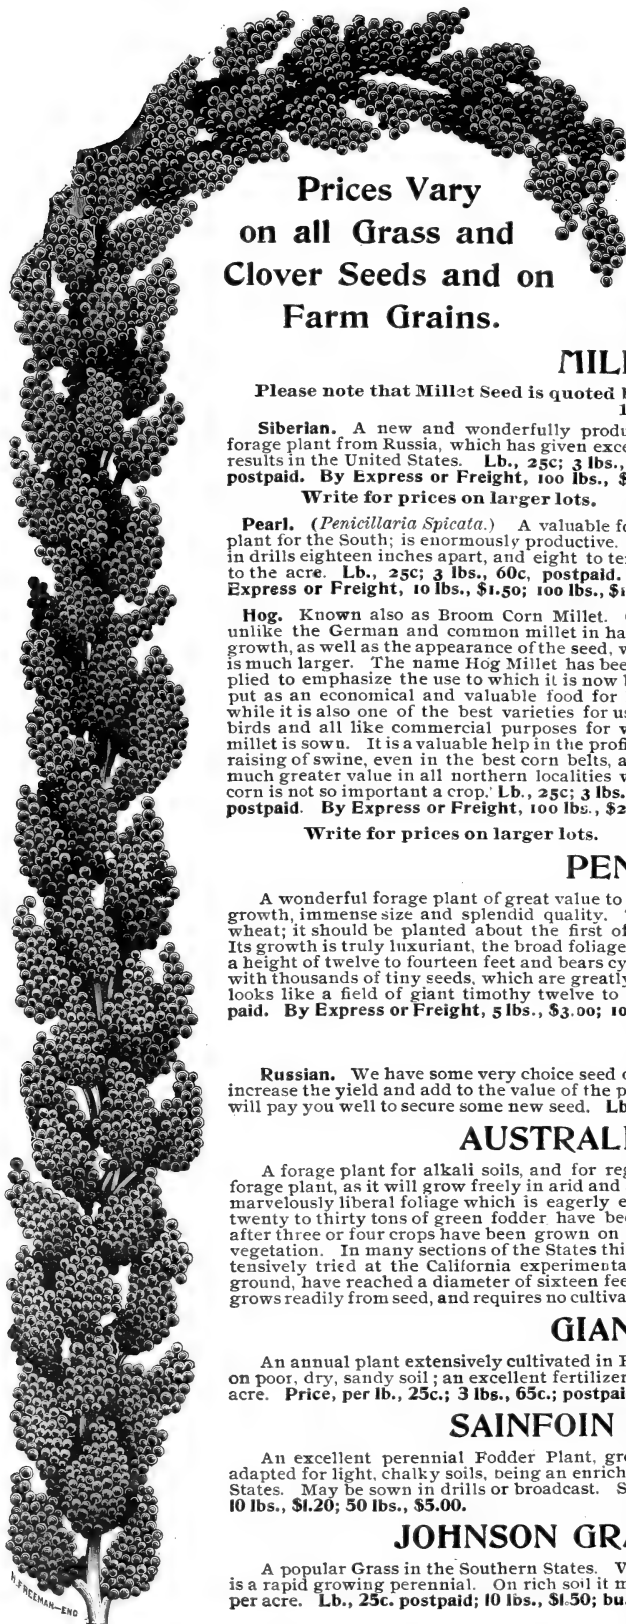 Prices Vary
on all Grass and
Clover Seeds and on
Farm Grains.
MILL
Please note that Millet Seed is quoted
1
Siberian. A new and wonderfully produ
forage plant from Russia, which has given exce
results in the United States. Lb., 25c; 3 lbs.,
postpaid. By Express or Freight, 100 lbs., $
Write for prices on larger lots.
Pearl. (Penicillaria Spicata.) A valuable fo
plant for the South; is enormously productive.
in drills eighteen inches apart, and eight to te
to the acre. Lb., 25c; 3 lbs., 60c, postpaid.
Express or Freight, 10 lbs., $1.50; 100 lbs., $1
Hog. Known also as Broom Corn Millet.
unlike the German and common millet in ha
growth, as well as the appearance of the seed, w
is much larger. The name Hog Millet has bee
plied to emphasize the use to which it is now
put as an economical and valuable food for
while it is also one of the best varieties for us
birds and all like commercial purposes for w
millet is sown. It is a valuable help in the profi
raising of swine, even in the best corn belts, a
much greater value in all northern localities w
corn is not so important a crop. Lb., 25c; 3 lbs.
postpaid. By Express or Freight, 100 lbs., $2
Write for prices on larger lots.
PEN
A wonderful forage plant of great value to
growth, immense size and splendid quality.
wheat; it should be planted about the first of
Its growth is truly luxuriant, the broad foliage
a height of twelve to fourteen feet and bears cy
with thousands of tiny seeds, which are greatly
looks like a field of giant timothy twelve to
paid. By Express or Freight, 5 lbs., $3.00; 10
Russian. We have some very choice seed o
increase the yield and add to the value of the p
will pay you well to secure some new seed. Lb
AUSTRALI
A forage plant for alkali soils, and for reg
forage plant, as it will grow freely in arid and
marvelously liberal foliage which is eagerly e
twenty to thirty tons of green fodder have bee
after three or four crops have been grown on
vegetation. In many sections of the States thi
tensively tried at the California experimenta
ground, have reached a diameter of sixteen fee
grows readily from seed, and requires no cultiva
GIAN
An annual plant extensively cultivated in E
on poor, dry, sandy soil; an excellent fertilizer
acre. Price, per lb., 25c.; 3 lbs., 65c.; postpai
SAINFOIN
An excellent perennial Fodder Plant, gr
adapted for light, chalky soils, being an enrich
States. May be sown in drills or broadcast. S
10 lbs., $1.20; 50 lbs., $5.00.
JOHNSON GRA
A popular Grass in the Southern States. V
is a rapid growing perennial. On rich soil it m
per acre. Lb., 25c. postpaid; 10 lbs., $1.50; bu.
A.FREEMAN-ENG